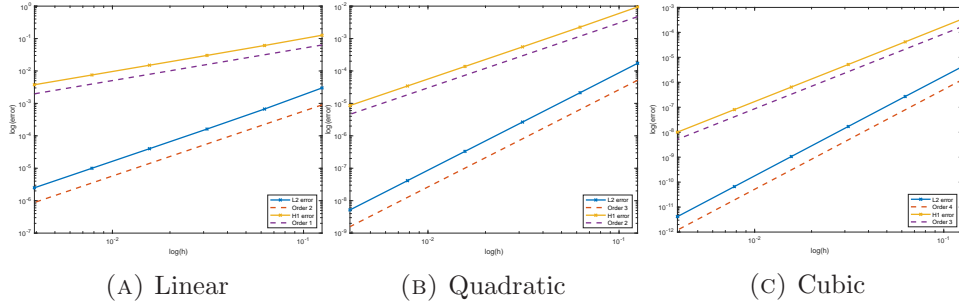 10^0
10^-1
10^-2
10^-3
10^-4
10^-5
10^-6
10^-7
log(error)
10^-2
10^-1
log(h)
L2 error
Order 2
H1 error
Order 1
(A) Linear
10^-2
10^-3
10^-4
10^-5
10^-6
10^-7
10^-8
10^-9
log(error)
10^-2
10^-1
log(h)
L2 error
Order 3
H1 error
Order 2
(B) Quadratic
10^-3
10^-4
10^-5
10^-6
10^-7
10^-8
10^-9
10^-10
10^-11
10^-12
log(error)
10^-2
10^-1
log(h)
L2 error
Order 4
H1 error
Order 3
(C) Cubic